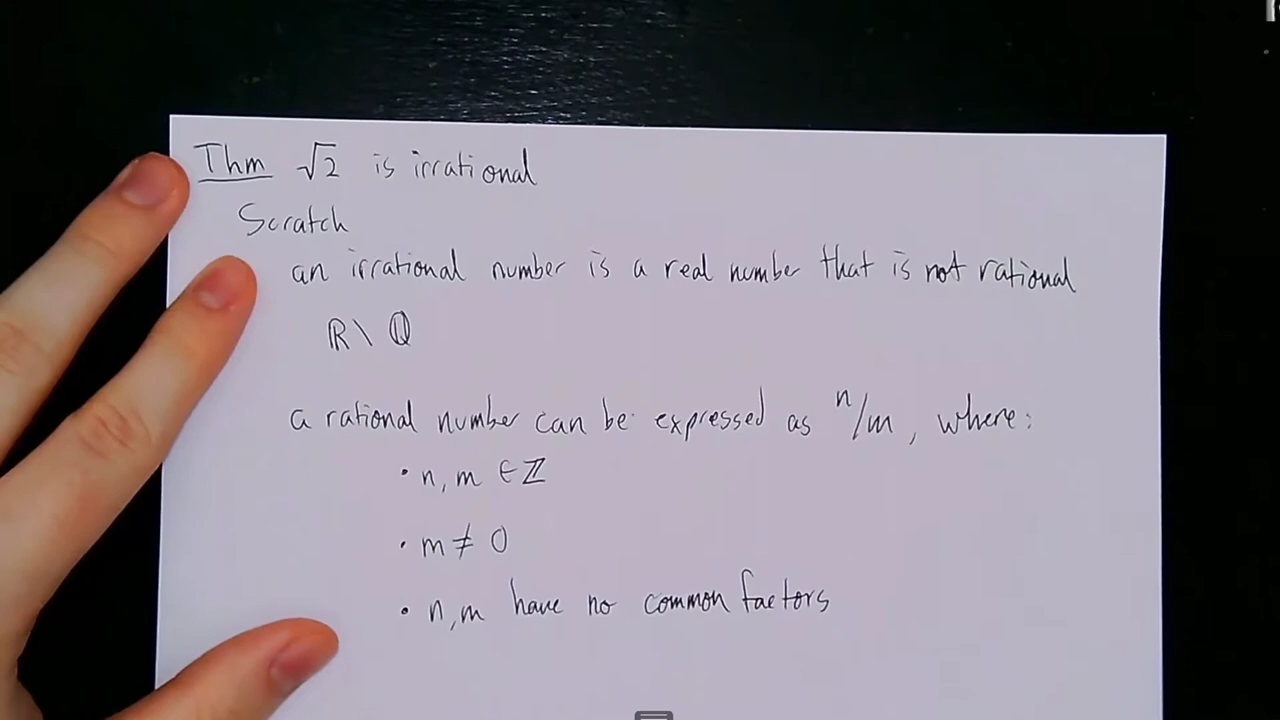 Thm √2 is irrational
Scratch
an irrational number is a real number that is not rational
ℝ\ℚ
a rational number can be expressed as n/m, where:
• n, m ∈ ℤ
• m ≠ 0
• n, m have no common factors